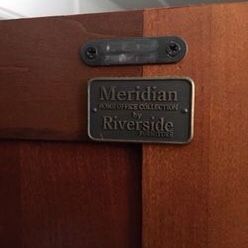 Meridian
HOME OFFICE COLLECTION
by
Riverside
FURNITURE